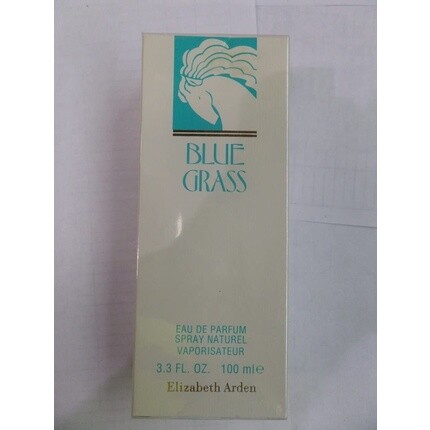 BLUE
GRASS
EAU DE PARFUM
SPRAY NATUREL
VAPORISATEUR
3.3 FL. OZ. 100 ml ℮
Elizabeth Arden